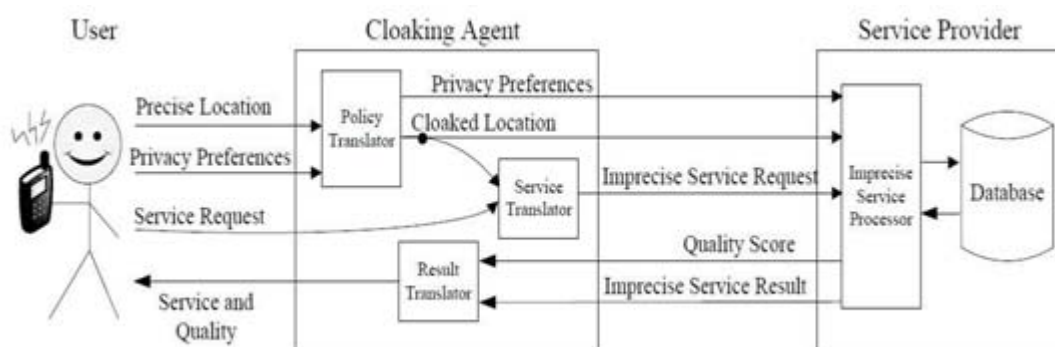 User
Cloaking Agent
Service Provider
Precise Location
Privacy Preferences
Service Request
Policy
Translator
Privacy Preferences
Cloaked Location
Service
Translator
Imprecise Service Request
Imprecise
Service
Processor
Database
Quality Score
Imprecise Service Result
Result
Translator
Service and
Quality